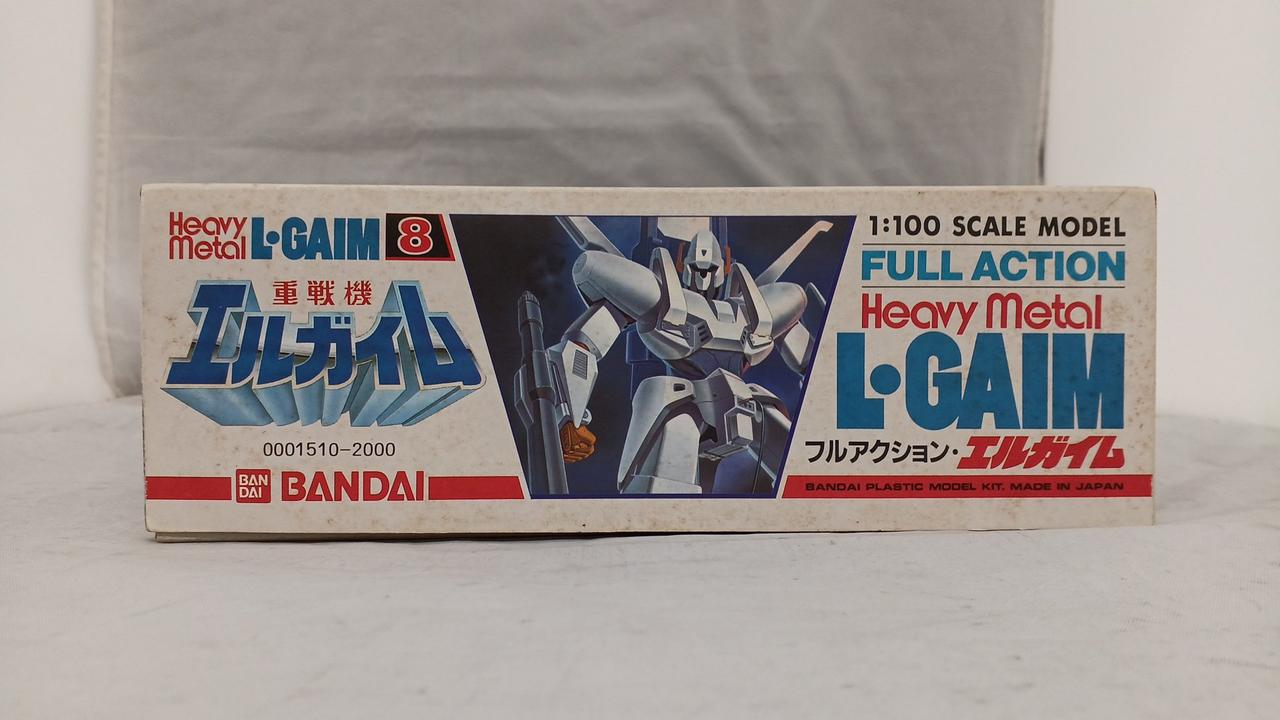 Heavy Metal L·GAIM 8
重戦機
エルガイム
0001510-2000
BAN DAI BANDAI
1:100 SCALE MODEL
FULL ACTION
Heavy Metal
L·GAIM
フルアクション・エルガイム
BANDAI PLASTIC MODEL KIT. MADE IN JAPAN